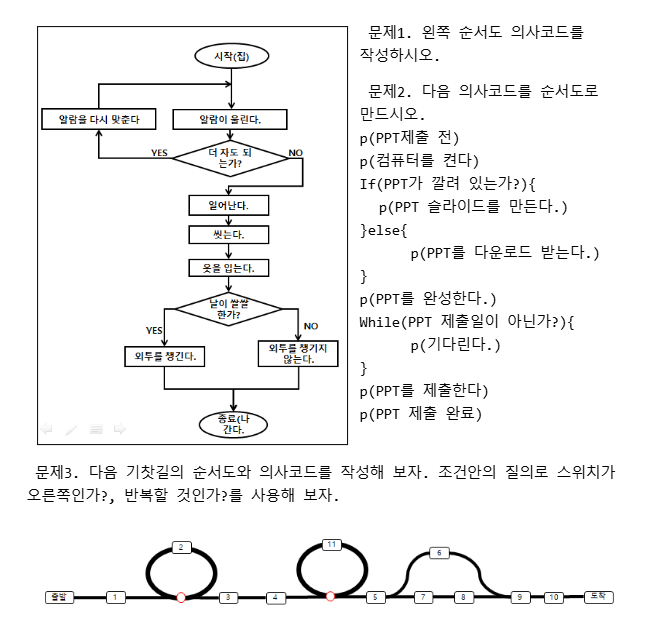 시작(집)
알람을 다시 맞춘다
알람이 울린다.
더 자도 되
는가?
YES
NO
일어난다.
씻는다.
옷을 입는다.
날이 쌀쌀
한가?
YES
NO
외투를 챙긴다.
외투를 챙기지
않는다.
종료(나
간다.
문제1. 왼쪽 순서도 의사코드를
작성하시오.
문제2. 다음 의사코드를 순서도로
만드시오.
p(PPT제출 전)
p(컴퓨터를 켠다)
If(PPT가 깔려 있는가?){
p(PPT 슬라이드를 만든다.)
}else{
p(PPT를 다운로드 받는다.)
}
p(PPT를 완성한다.)
While(PPT 제출일이 아닌가?){
p(기다린다.)
}
p(PPT를 제출한다)
p(PPT 제출 완료)
문제3. 다음 기찻길의 순서도와 의사코드를 작성해 보자. 조건안의 질의로 스위치가
오른쪽인가?, 반복할 것인가?를 사용해 보자.
2
11
6
출발
1
3
4
5
7
8
9
10
도착